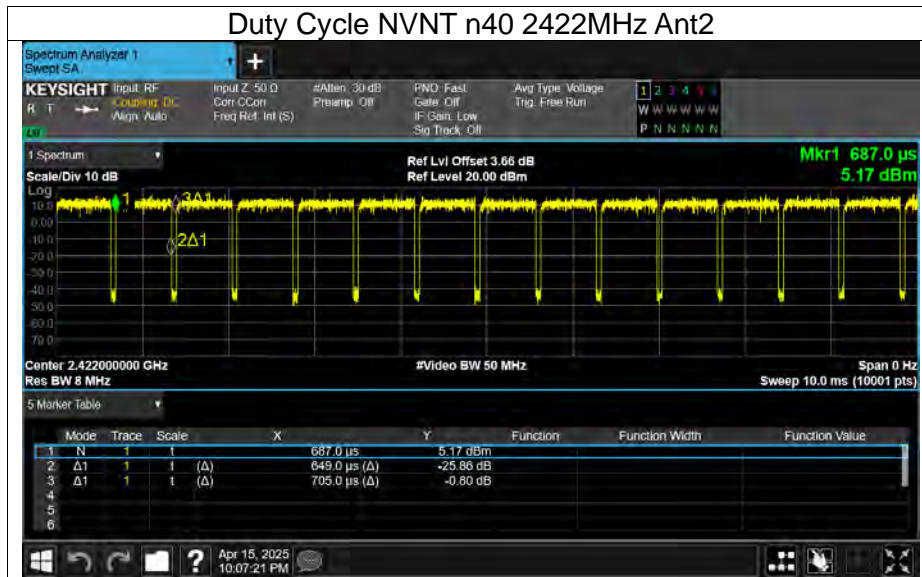 Duty Cycle NVNT n40 2422MHz Ant2
Spectrum Analyzer 1
Swept SA
+
KEYSIGHT Input: RF Input Z: 50 Ω #Atten: 30 dB PNO: Fast Avg Type: Voltage 1 2 3 4 5 6
R T Coupling: DC Corr CCorr Preamp: Off Gate: Off Trig: Free Run W W W W W W
Align: Auto Freq Ref: Int (S) IF Gain: Low
Sig Track: Off P N N N N N
1 Spectrum Ref Lvl Offset 3.66 dB Mkr1 687.0 µs
Scale/Div 10 dB Ref Level 20.00 dBm 5.17 dBm
Log
10.0 1 3Δ1
0.00
-10.0 2Δ1
-20.0
-30.0
-40.0
-50.0
-60.0
-70.0
Center 2.422000000 GHz #Video BW 50 MHz Span 0 Hz
Res BW 8 MHz Sweep 10.0 ms (10001 pts)
5 Marker Table
Mode Trace Scale X Y Function Function Width Function Value
1 N 1 t 687.0 µs 5.17 dBm
2 Δ1 1 t (Δ) 649.0 µs (Δ) -25.86 dB
3 Δ1 1 t (Δ) 705.0 µs (Δ) -0.80 dB
4
5
6
? Apr 15, 2025
10:07:21 PM